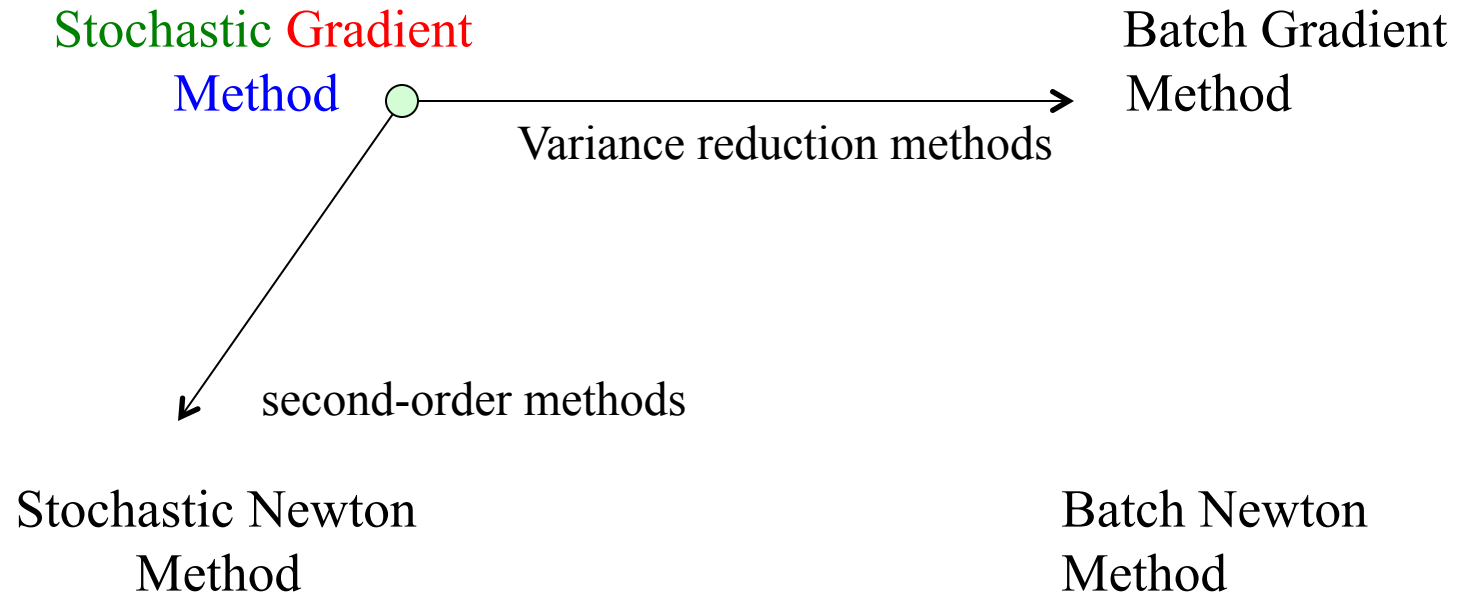 Stochastic Gradient
Method
Batch Gradient
Method
Variance reduction methods
second-order methods
Stochastic Newton
Method
Batch Newton
Method